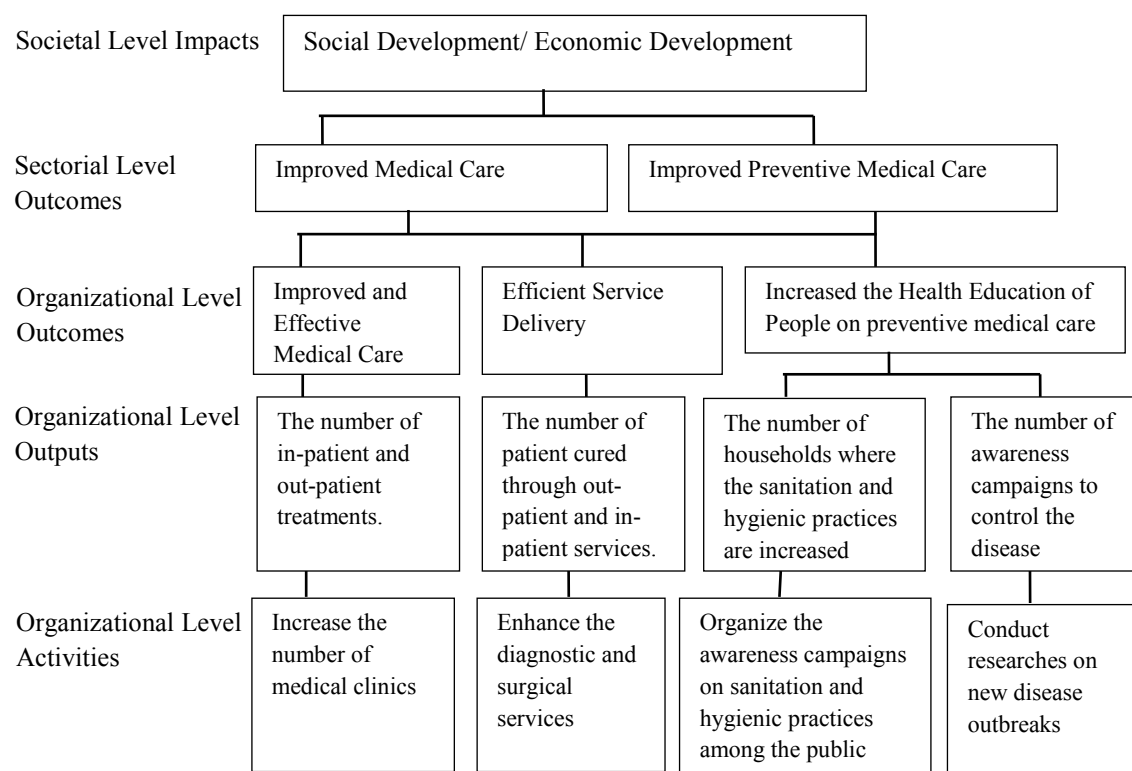 Societal Level Impacts
Social Development/ Economic Development
Sectorial Level
Outcomes
Improved Medical Care
Improved Preventive Medical Care
Organizational Level
Outcomes
Improved and
Effective
Medical Care
Efficient Service
Delivery
Increased the Health Education of
People on preventive medical care
Organizational Level
Outputs
The number of
in-patient and
out-patient
treatments.
The number of
patient cured
through out-
patient and in-
patient services.
The number of
households where
the sanitation and
hygienic practices
are increased
The number of
awareness
campaigns to
control the
disease
Organizational Level
Activities
Increase the
number of
medical clinics
Enhance the
diagnostic and
surgical
services
Organize the
awareness campaigns
on sanitation and
hygienic practices
among the public
Conduct
researches on
new disease
outbreaks